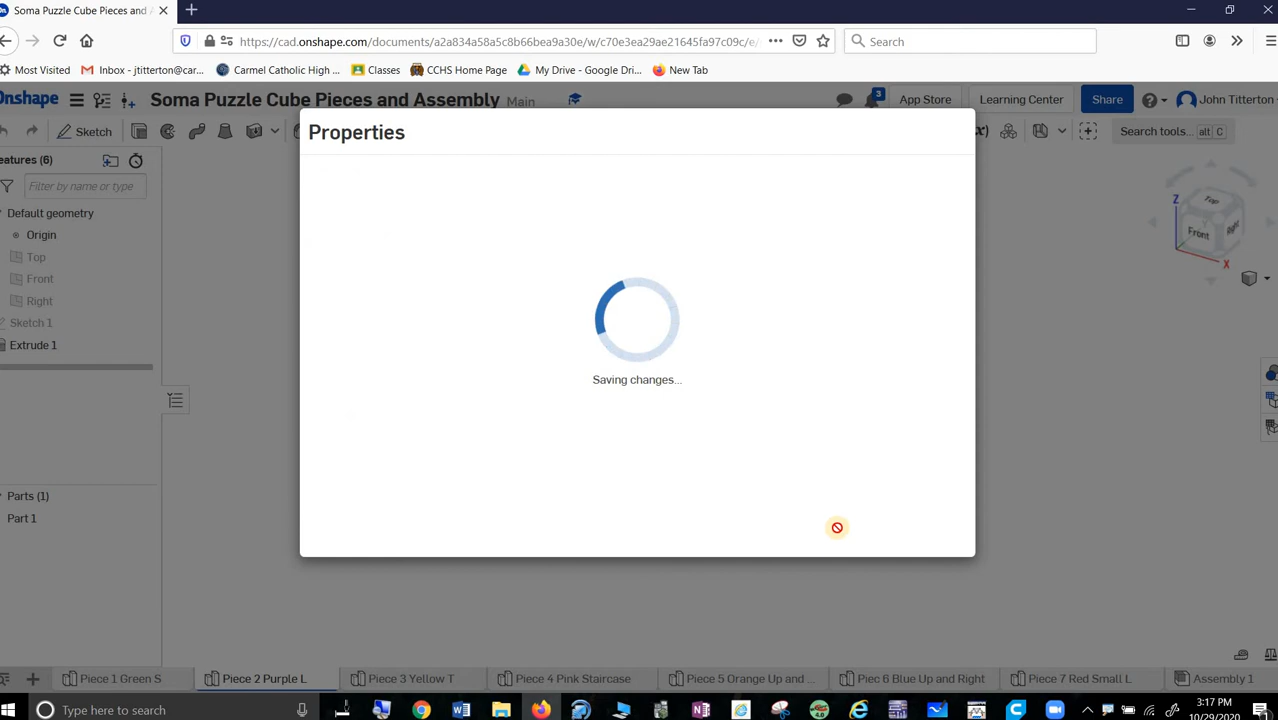 Soma Puzzle Cube Pieces and A
https://cad.onshape.com/documents/a2a834a58a5c8b66bea9a30e/w/c70e3ea29ae21645fa97c09c/e/
Search
Most Visited
Inbox - jtitterton@car...
Carmel Catholic High ...
Classes
CCHS Home Page
My Drive - Google Dri...
New Tab
Onshape
Soma Puzzle Cube Pieces and Assembly Main
3
App Store
Learning Center
Share
John Titterton
Sketch
x)
Search tools... alt C
Properties
eatures (6)
Filter by name or type
Default geometry
Origin
Top
Front
Right
Sketch 1
Extrude 1
Z
Top
Front
Right
X
Saving changes...
Parts (1)
Part 1
Piece 1 Green S
Piece 2 Purple L
Piece 3 Yellow T
Piece 4 Pink Staircase
Piece 5 Orange Up and ...
Piec 6 Blue Up and Right
Piece 7 Red Small L
Assembly 1
Type here to search
3:17 PM
10/29/2020